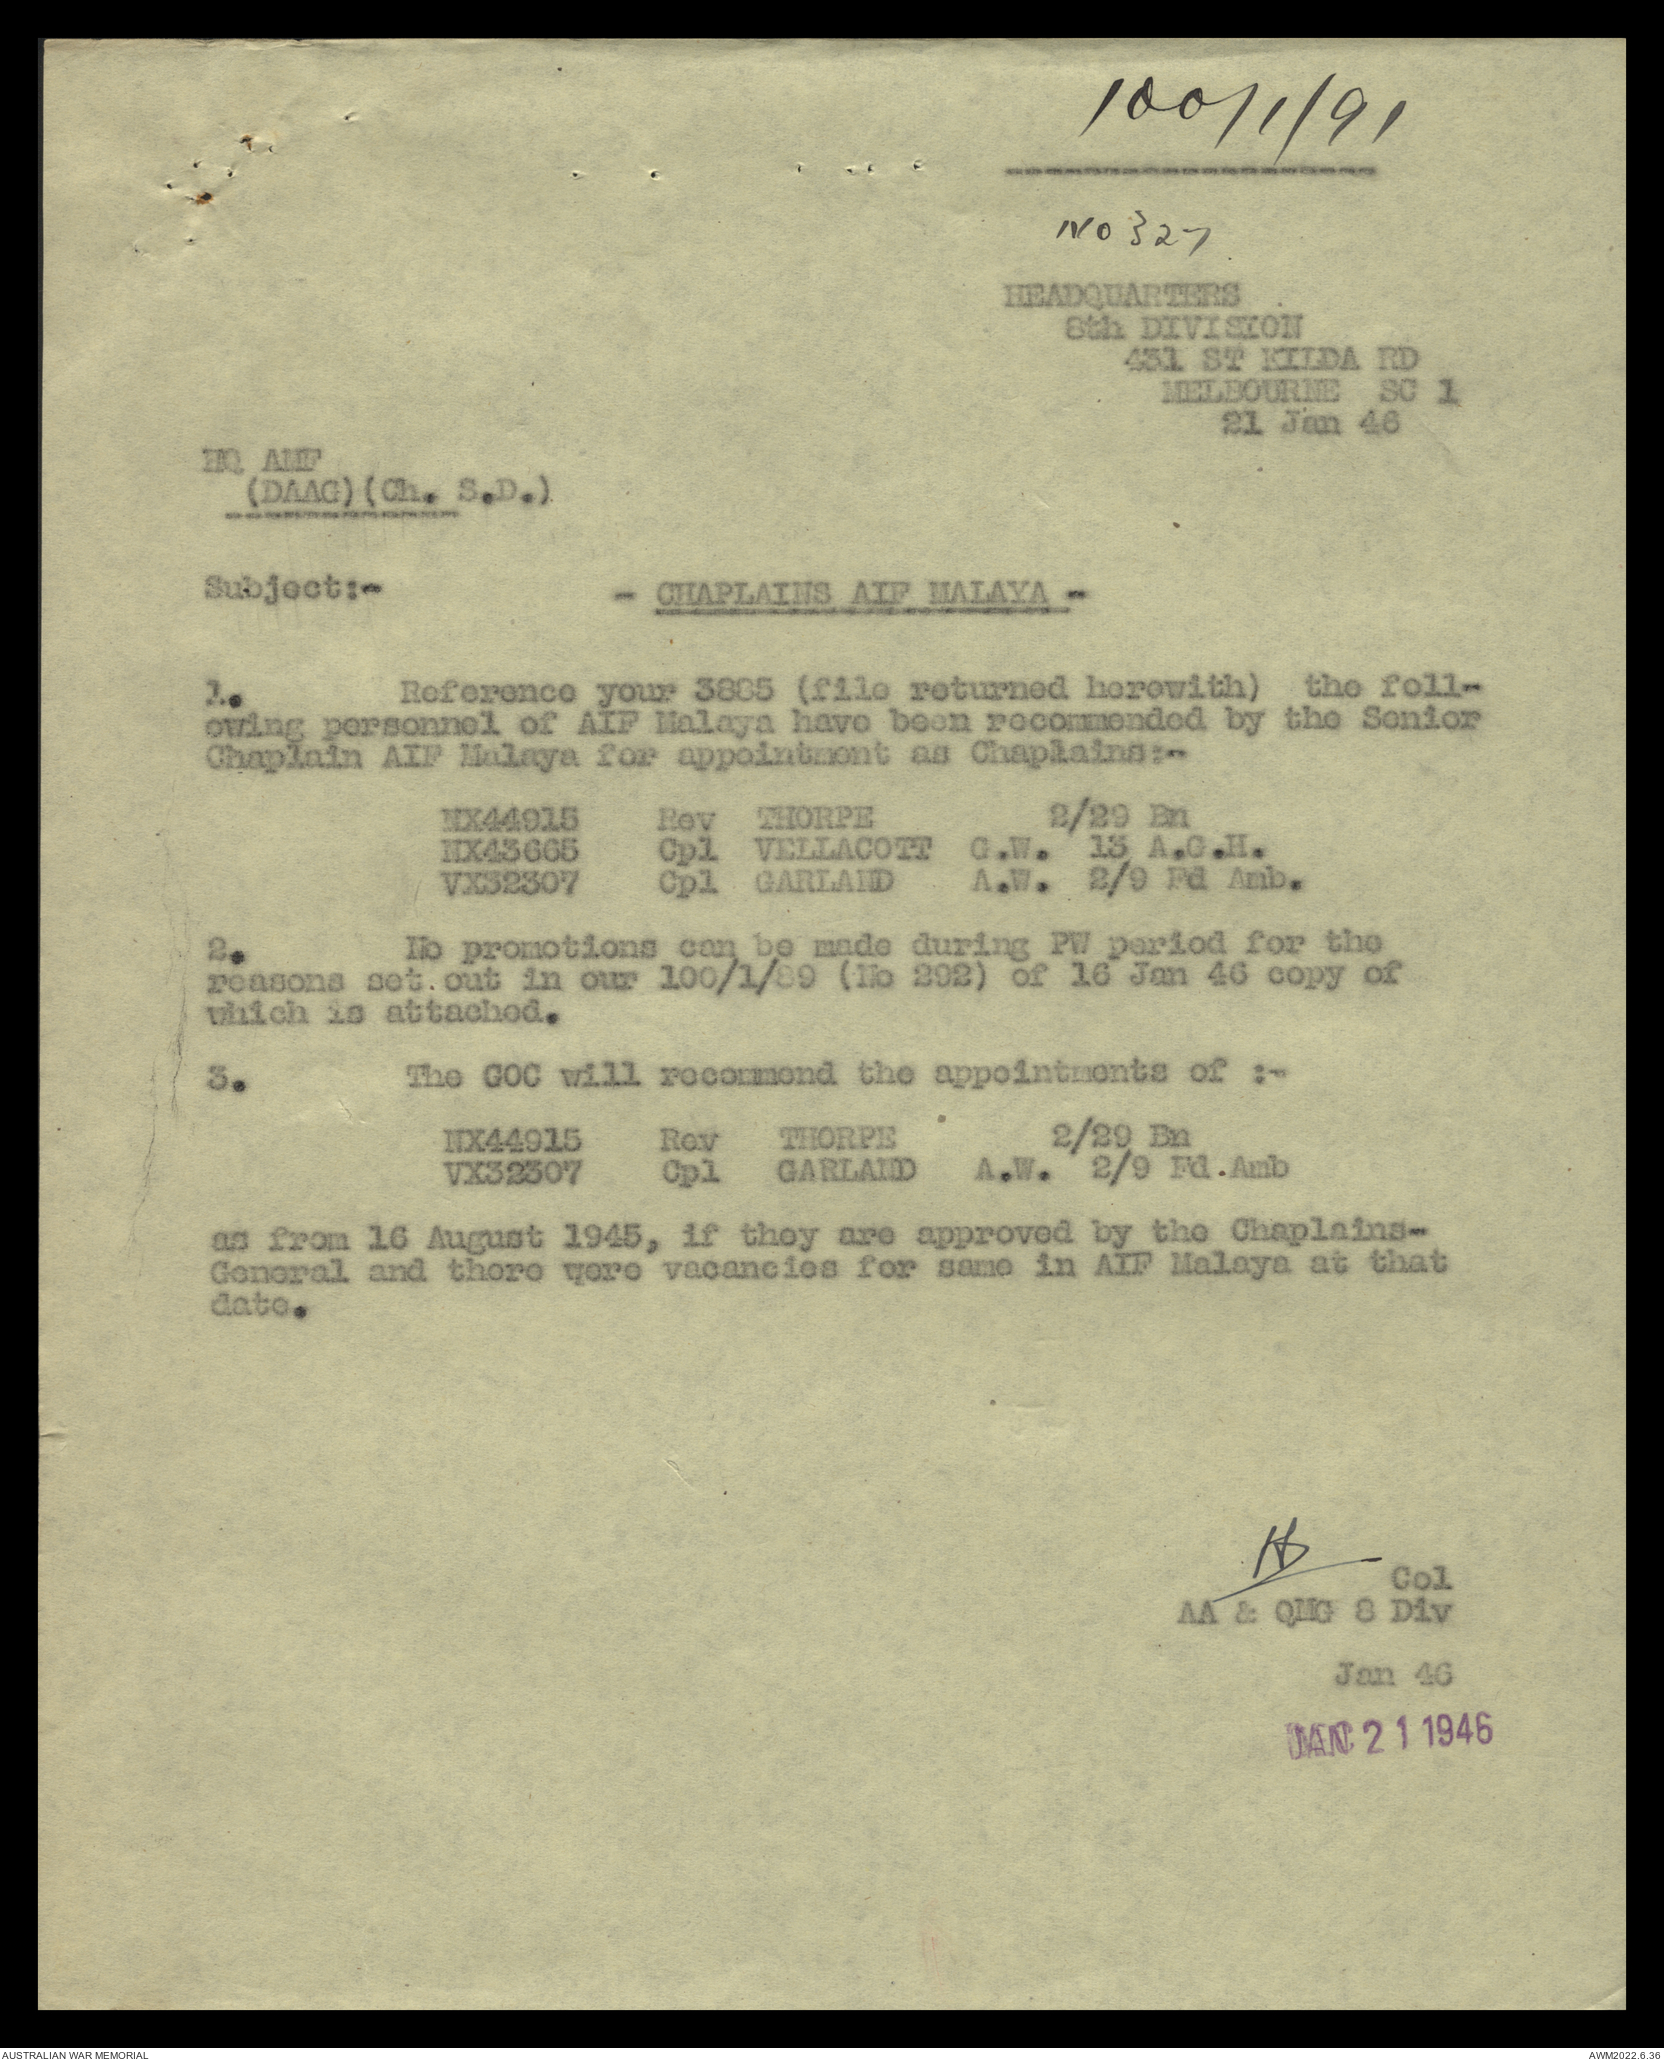 100/1/91
No 327
HEADQUARTERS
8th DIVISION
431 ST KILDA RD
MELBOURNE SC 1
21 Jan 46
HQ AMF
(DAAG)(Ch. S.D.)
Subject:- - CHAPLAINS AIF MALAYA -
1. Reference your 3885 (file returned herewith) the foll-
owing personnel of AIF Malaya have been recommended by the Senior
Chaplain AIF Malaya for appointment as Chaplains:-
NX44915 Rev THORPE 2/29 Bn
NX43665 Cpl VELLACOTT G.W. 13 A.G.H.
VX32307 Cpl GARLAND A.W. 2/9 Fd Amb.
2. No promotions can be made during PW period for the
reasons set out in our 100/1/89 (No 292) of 16 Jan 46 copy of
which is attached.
3. The GOC will recommend the appointments of :-
NX44915 Rev THORPE 2/29 Bn
VX32307 Cpl GARLAND A.W. 2/9 Fd Amb
as from 16 August 1945, if they are approved by the Chaplains-
General and there were vacancies for same in AIF Malaya at that
date.
Col
AA & QMG 8 Div
Jan 46
JAN 21 1946
AUSTRALIAN WAR MEMORIAL
AWM2022.6.36